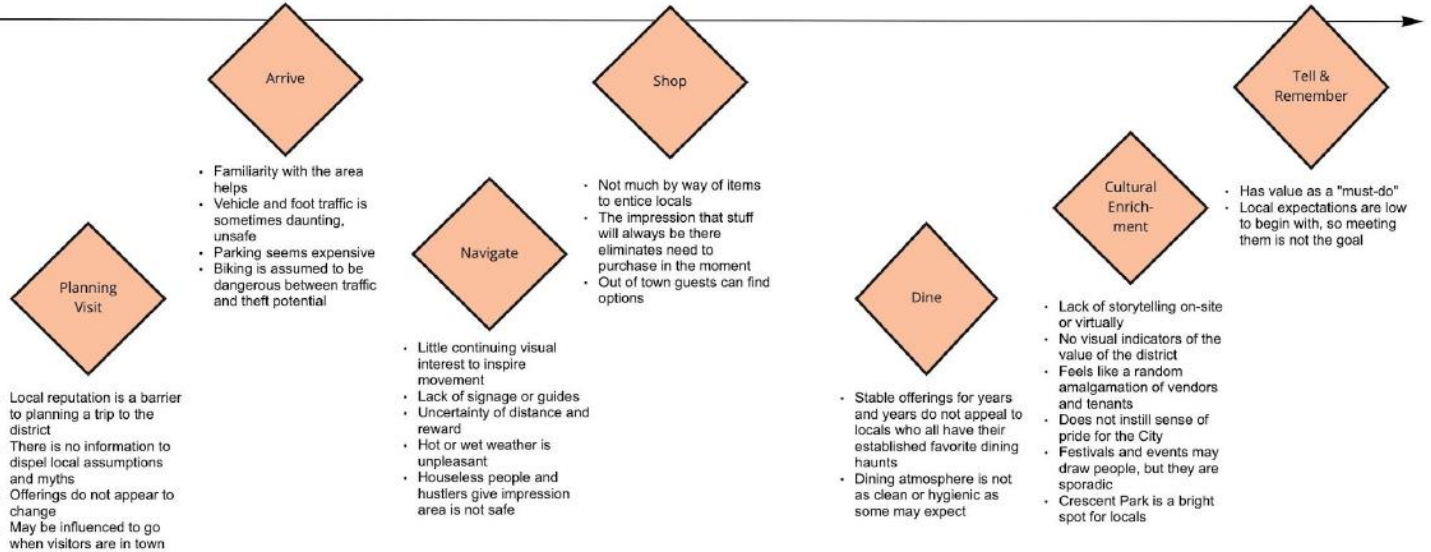 Planning
Visit
Local reputation is a barrier
to planning a trip to the
district
There is no information to
dispel local assumptions
and myths
Offerings do not appear to
change
May be influenced to go
when visitors are in town
Arrive
• Familiarity with the area
helps
• Vehicle and foot traffic is
sometimes daunting,
unsafe
• Parking seems expensive
• Biking is assumed to be
dangerous between traffic
and theft potential
Navigate
• Little continuing visual
interest to inspire
movement
• Lack of signage or guides
• Uncertainty of distance and
reward
• Hot or wet weather is
unpleasant
• Houseless people and
hustlers give impression
area is not safe
Shop
• Not much by way of items
to entice locals
• The impression that stuff
will always be there
eliminates need to
purchase in the moment
• Out of town guests can find
options
Dine
• Stable offerings for years
and years do not appeal to
locals who all have their
established favorite dining
haunts
• Dining atmosphere is not
as clean or hygienic as
some may expect
Cultural
Enrich-
ment
• Lack of storytelling on-site
or virtually
• No visual indicators of the
value of the district
• Feels like a random
amalgamation of vendors
and tenants
• Does not instill sense of
pride for the City
• Festivals and events may
draw people, but they are
sporadic
• Crescent Park is a bright
spot for locals
Tell &
Remember
• Has value as a "must-do"
• Local expectations are low
to begin with, so meeting
them is not the goal